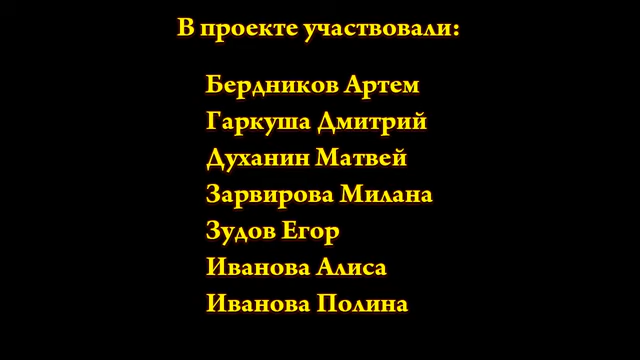 В проекте участвовали:
Бердников Артем
Гаркуша Дмитрий
Духанин Матвей
Зарвирова Милана
Зудов Егор
Иванова Алиса
Иванова Полина